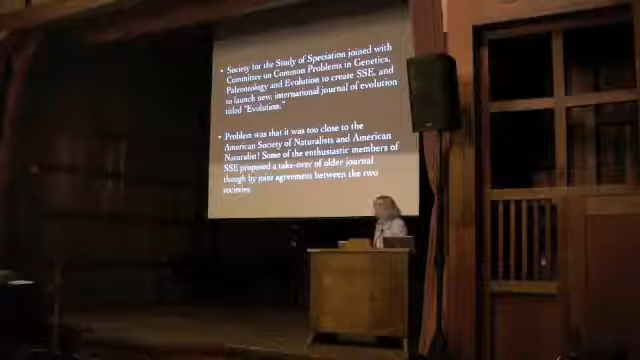 • Society for the Study of Speciation joined with
Committee on Common Problems in Genetics,
Paleontology and Evolution to create SSE, and
to launch new, international journal of evolution
titled "Evolution."
• Problem was that it was too close to the
American Society of Naturalists and American
Naturalist! Some of the enthusiastic members of
SSE proposed a take-over of older journal
though by joint agreement between the two
societies.